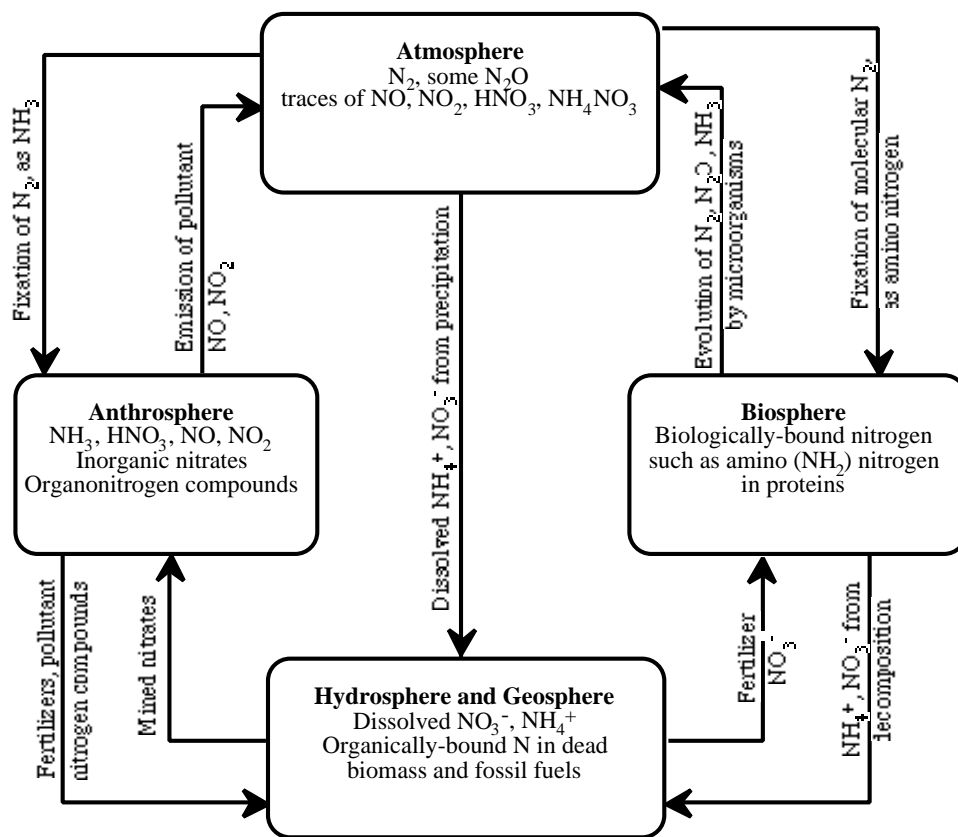 Atmosphere
N₂, some N₂O
traces of NO, NO₂, HNO₃, NH₄NO₃
Fixation of N₂, as NH₃
Emission of pollutant
NO, NO₂
Dissolved NH₄⁺, NO₃⁻ from precipitation
Evolution of N₂, N₂O, NH₃
by microorganisms
Fixation of molecular N₂,
as amino nitrogen
Anthrosphere
NH₃, HNO₃, NO, NO₂
Inorganic nitrates
Organonitrogen compounds
Biosphere
Biologically-bound nitrogen
such as amino (NH₂) nitrogen
in proteins
Fertilizers, pollutant
nitrogen compounds
Mined nitrates
Fertilizer
NO₃⁻
NH₄⁺, NO₃⁻ from
lecomposition
Hydrosphere and Geosphere
Dissolved NO₃⁻, NH₄⁺
Organically-bound N in dead
biomass and fossil fuels